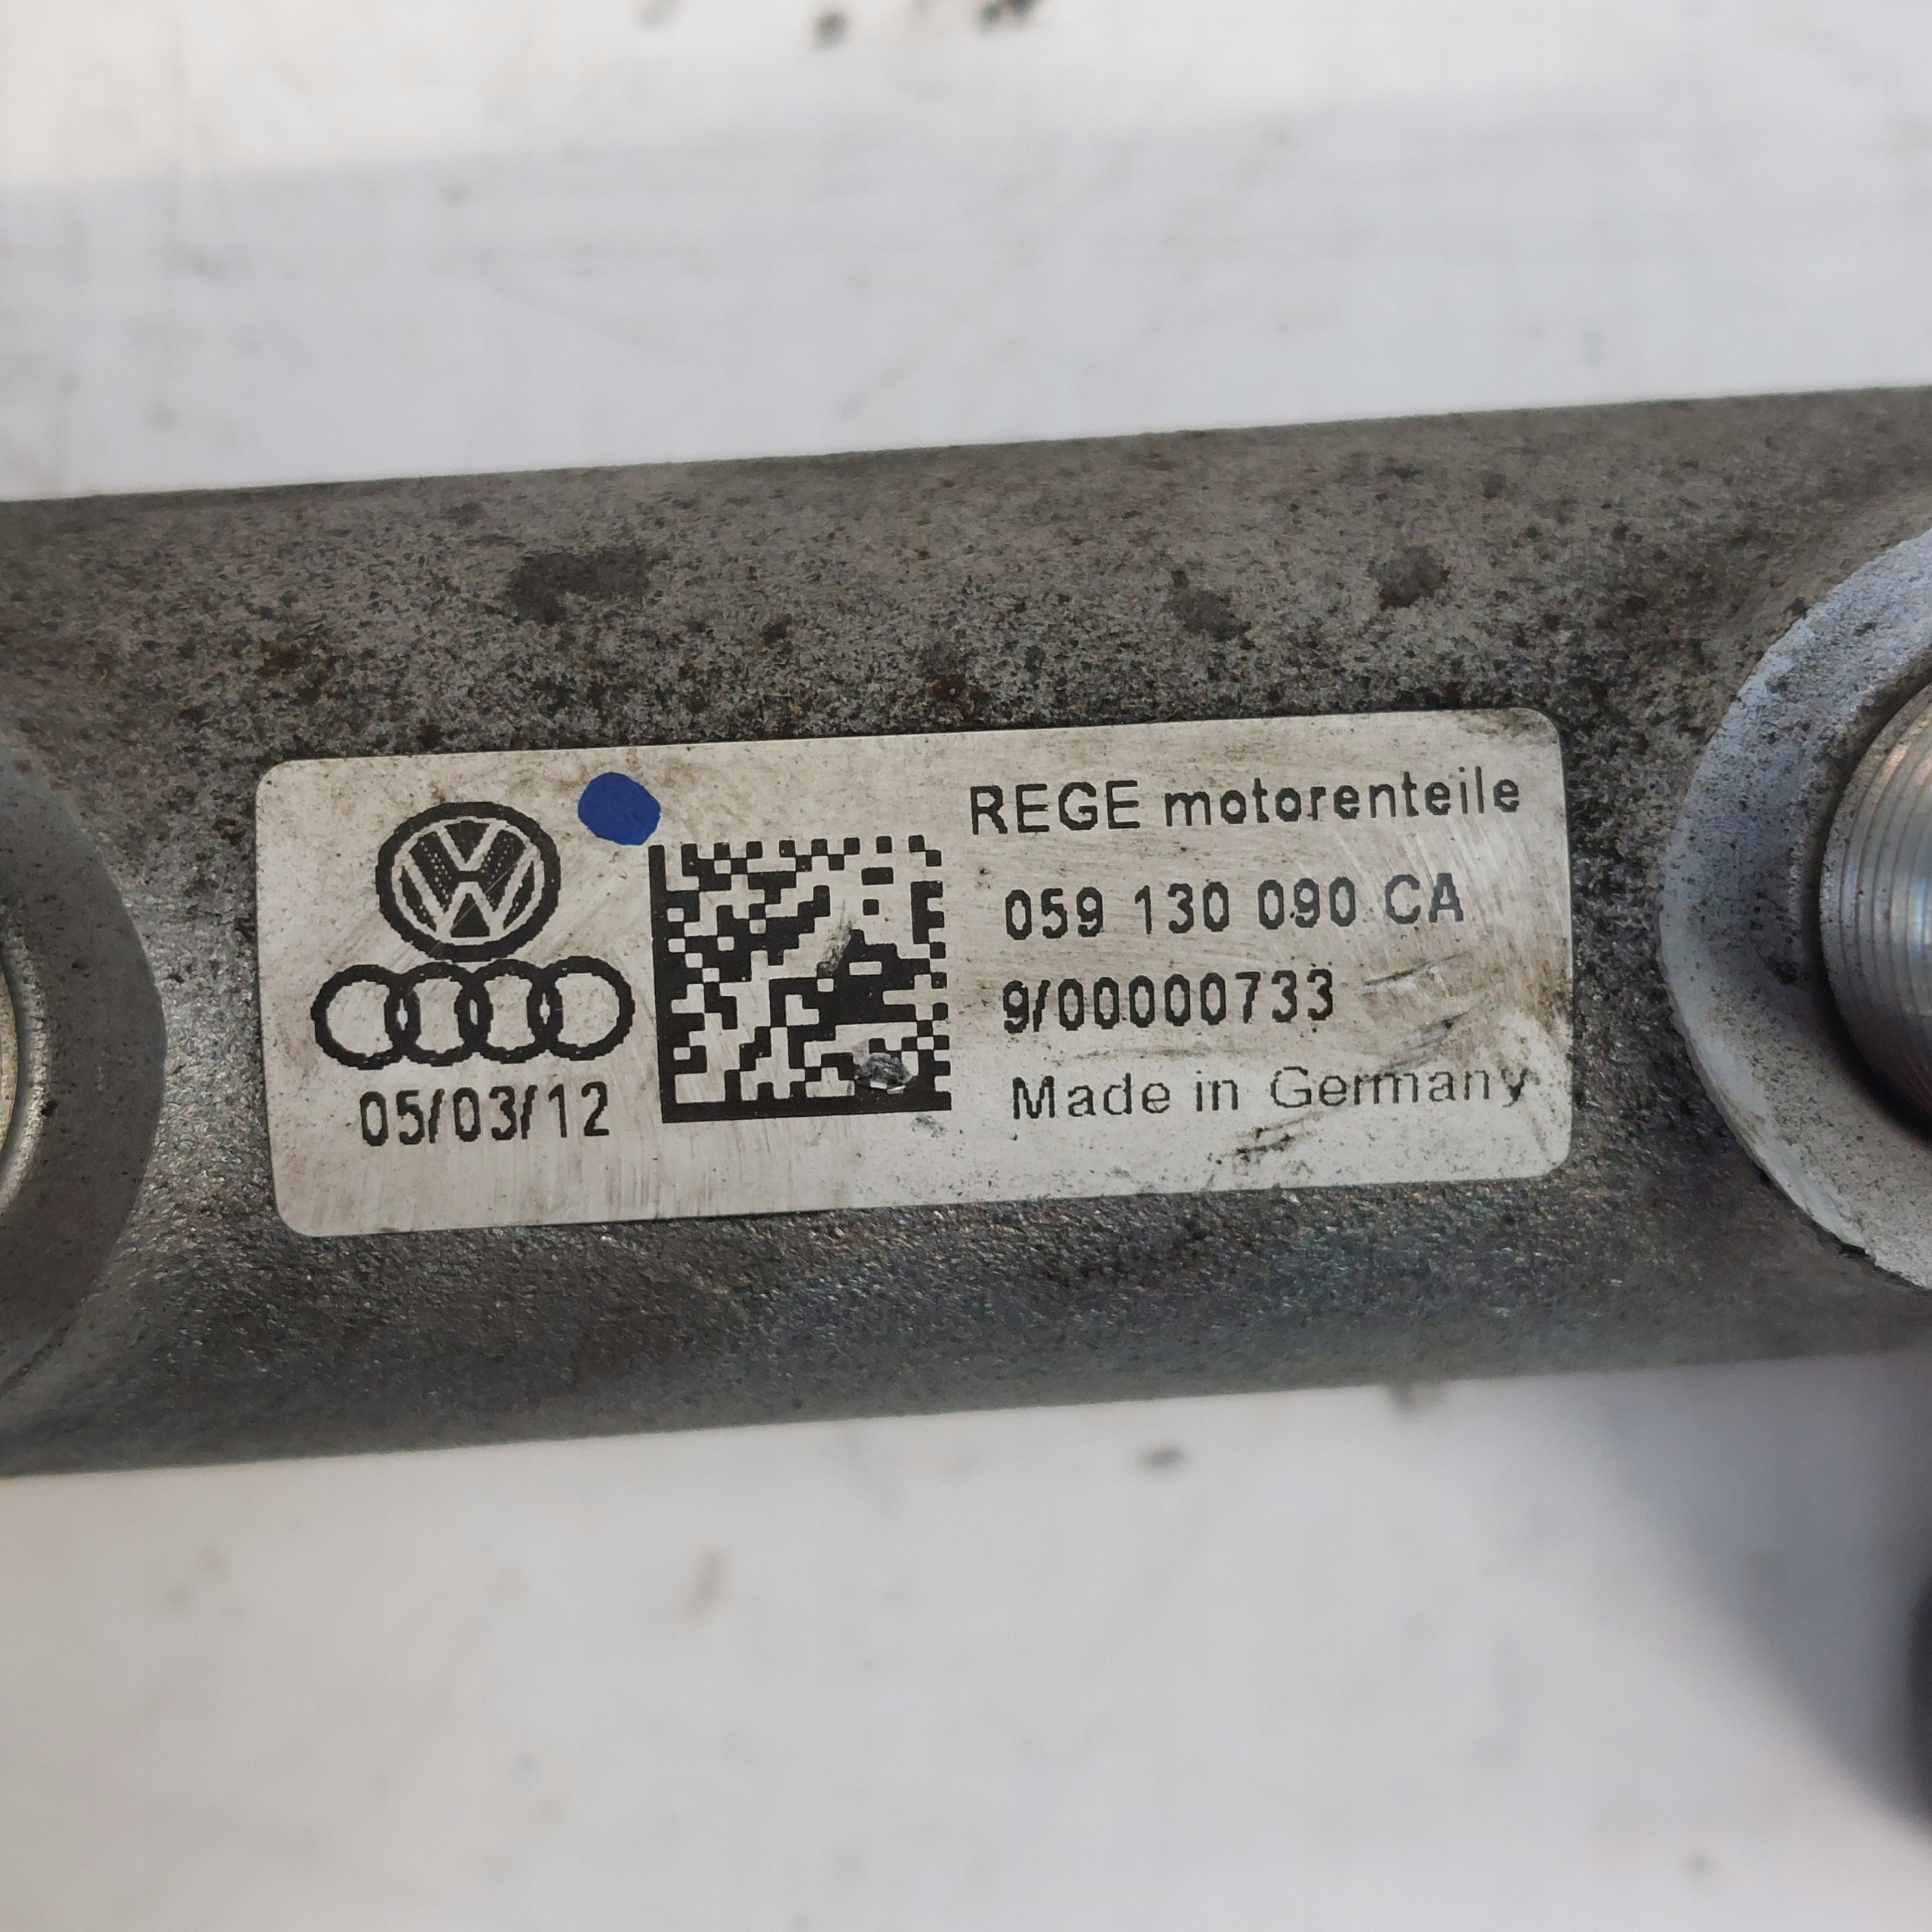 REGE motorenteile
059 130 090 CA
9/00000733
Made in Germany
05/03/12